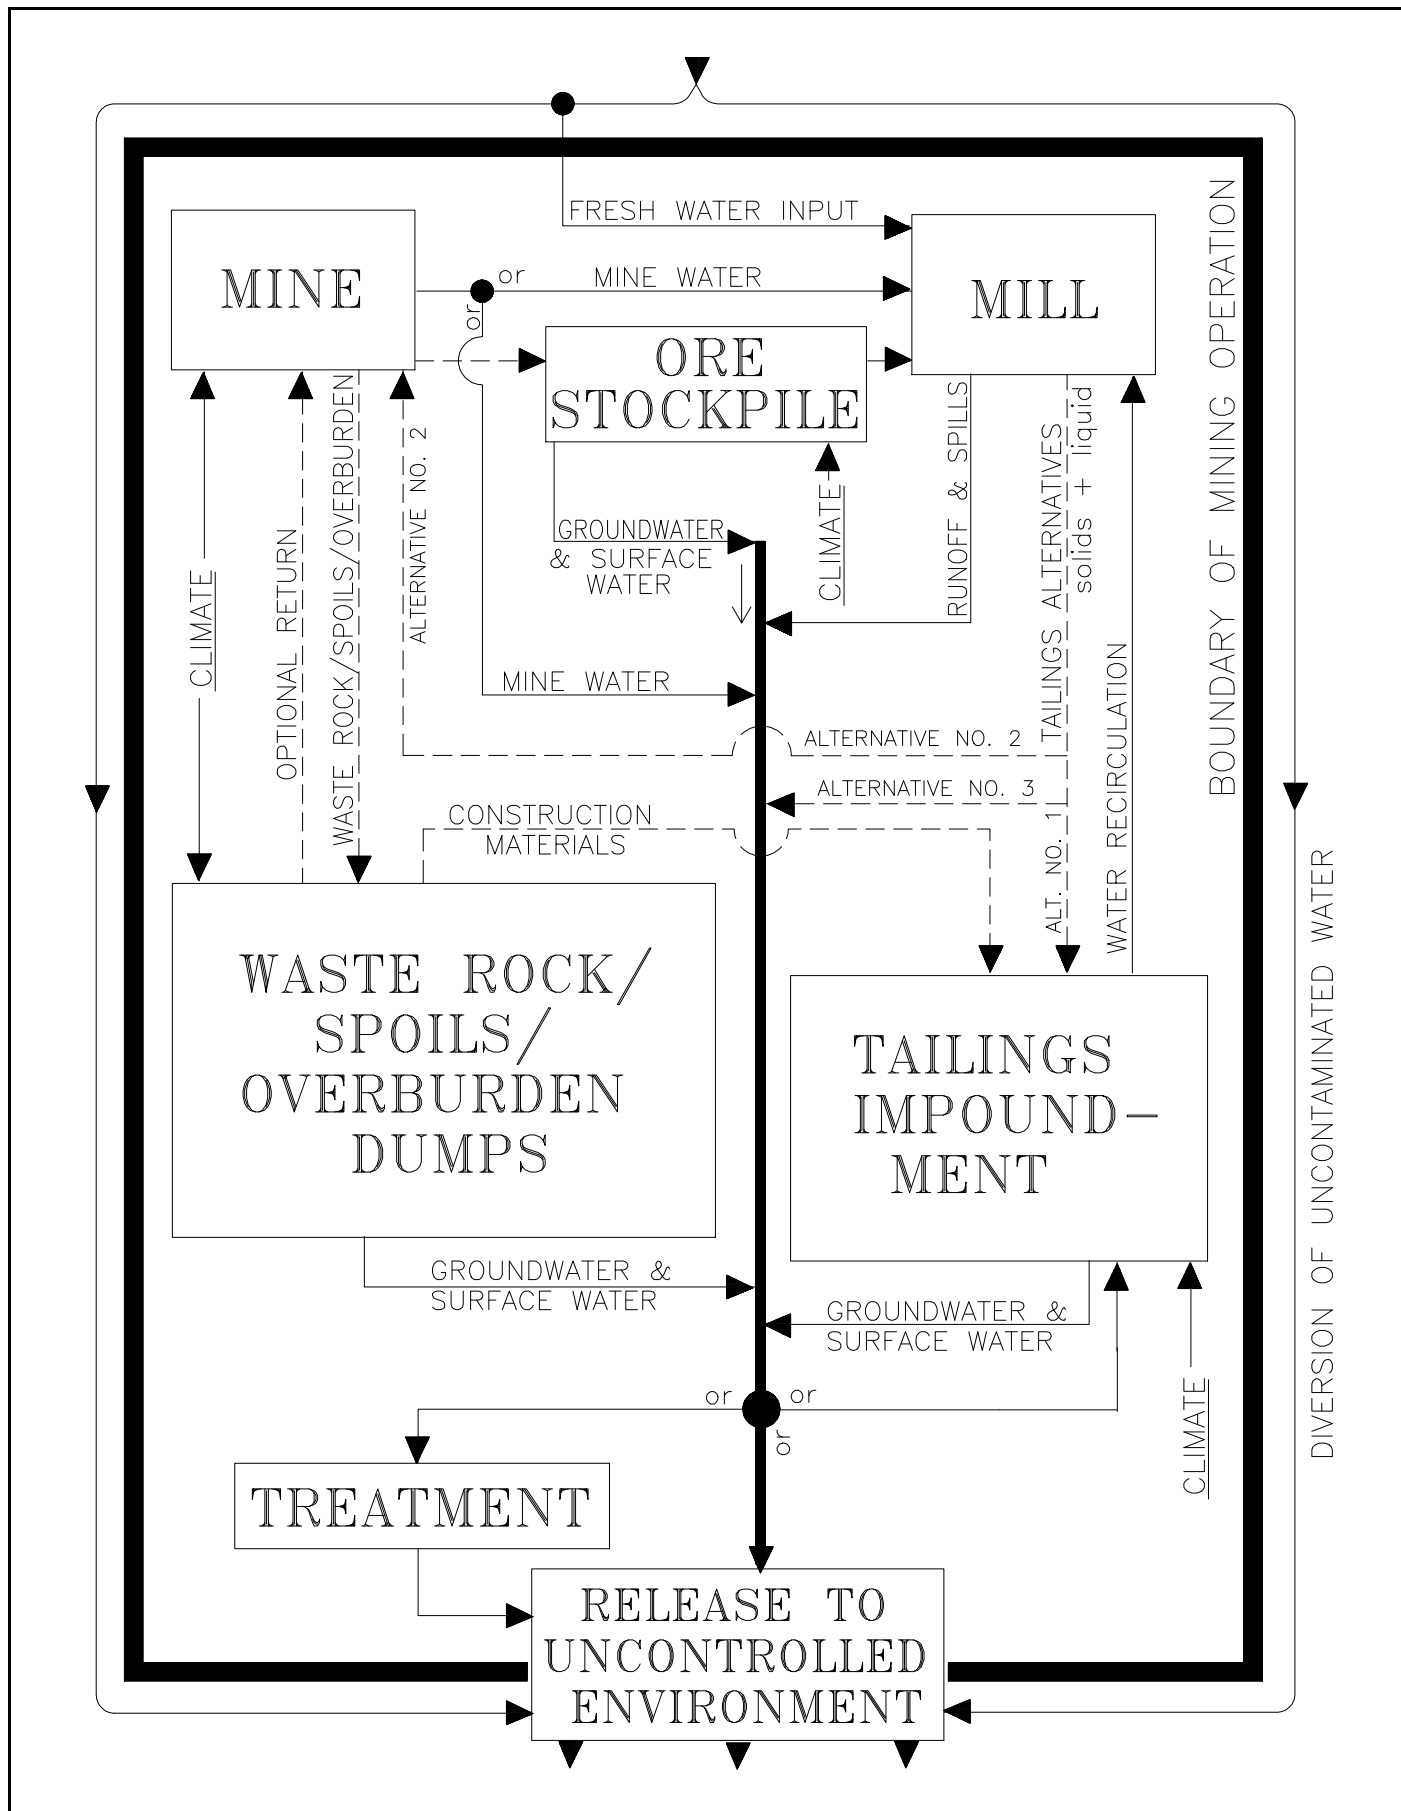 FRESH WATER INPUT
MINE
or
MINE WATER
MILL
or
ORE
STOCKPILE
BOUNDARY OF MINING OPERATION
WASTE ROCK/SPOILS/OVERBURDEN
ALTERNATIVE NO. 2
RUNOFF & SPILLS
TAILINGS ALTERNATIVES
solids + liquid
CLIMATE
GROUNDWATER
& SURFACE
WATER
CLIMATE
OPTIONAL RETURN
MINE WATER
WATER RECIRCULATION
ALTERNATIVE NO. 2
ALTERNATIVE NO. 3
ALT. NO. 1
CONSTRUCTION
MATERIALS
DIVERSION OF UNCONTAMINATED WATER
WASTE ROCK/
SPOILS/
OVERBURDEN
DUMPS
TAILINGS
IMPOUND-
MENT
GROUNDWATER &
SURFACE WATER
GROUNDWATER &
SURFACE WATER
or
or
or
CLIMATE
TREATMENT
RELEASE TO
UNCONTROLLED
ENVIRONMENT